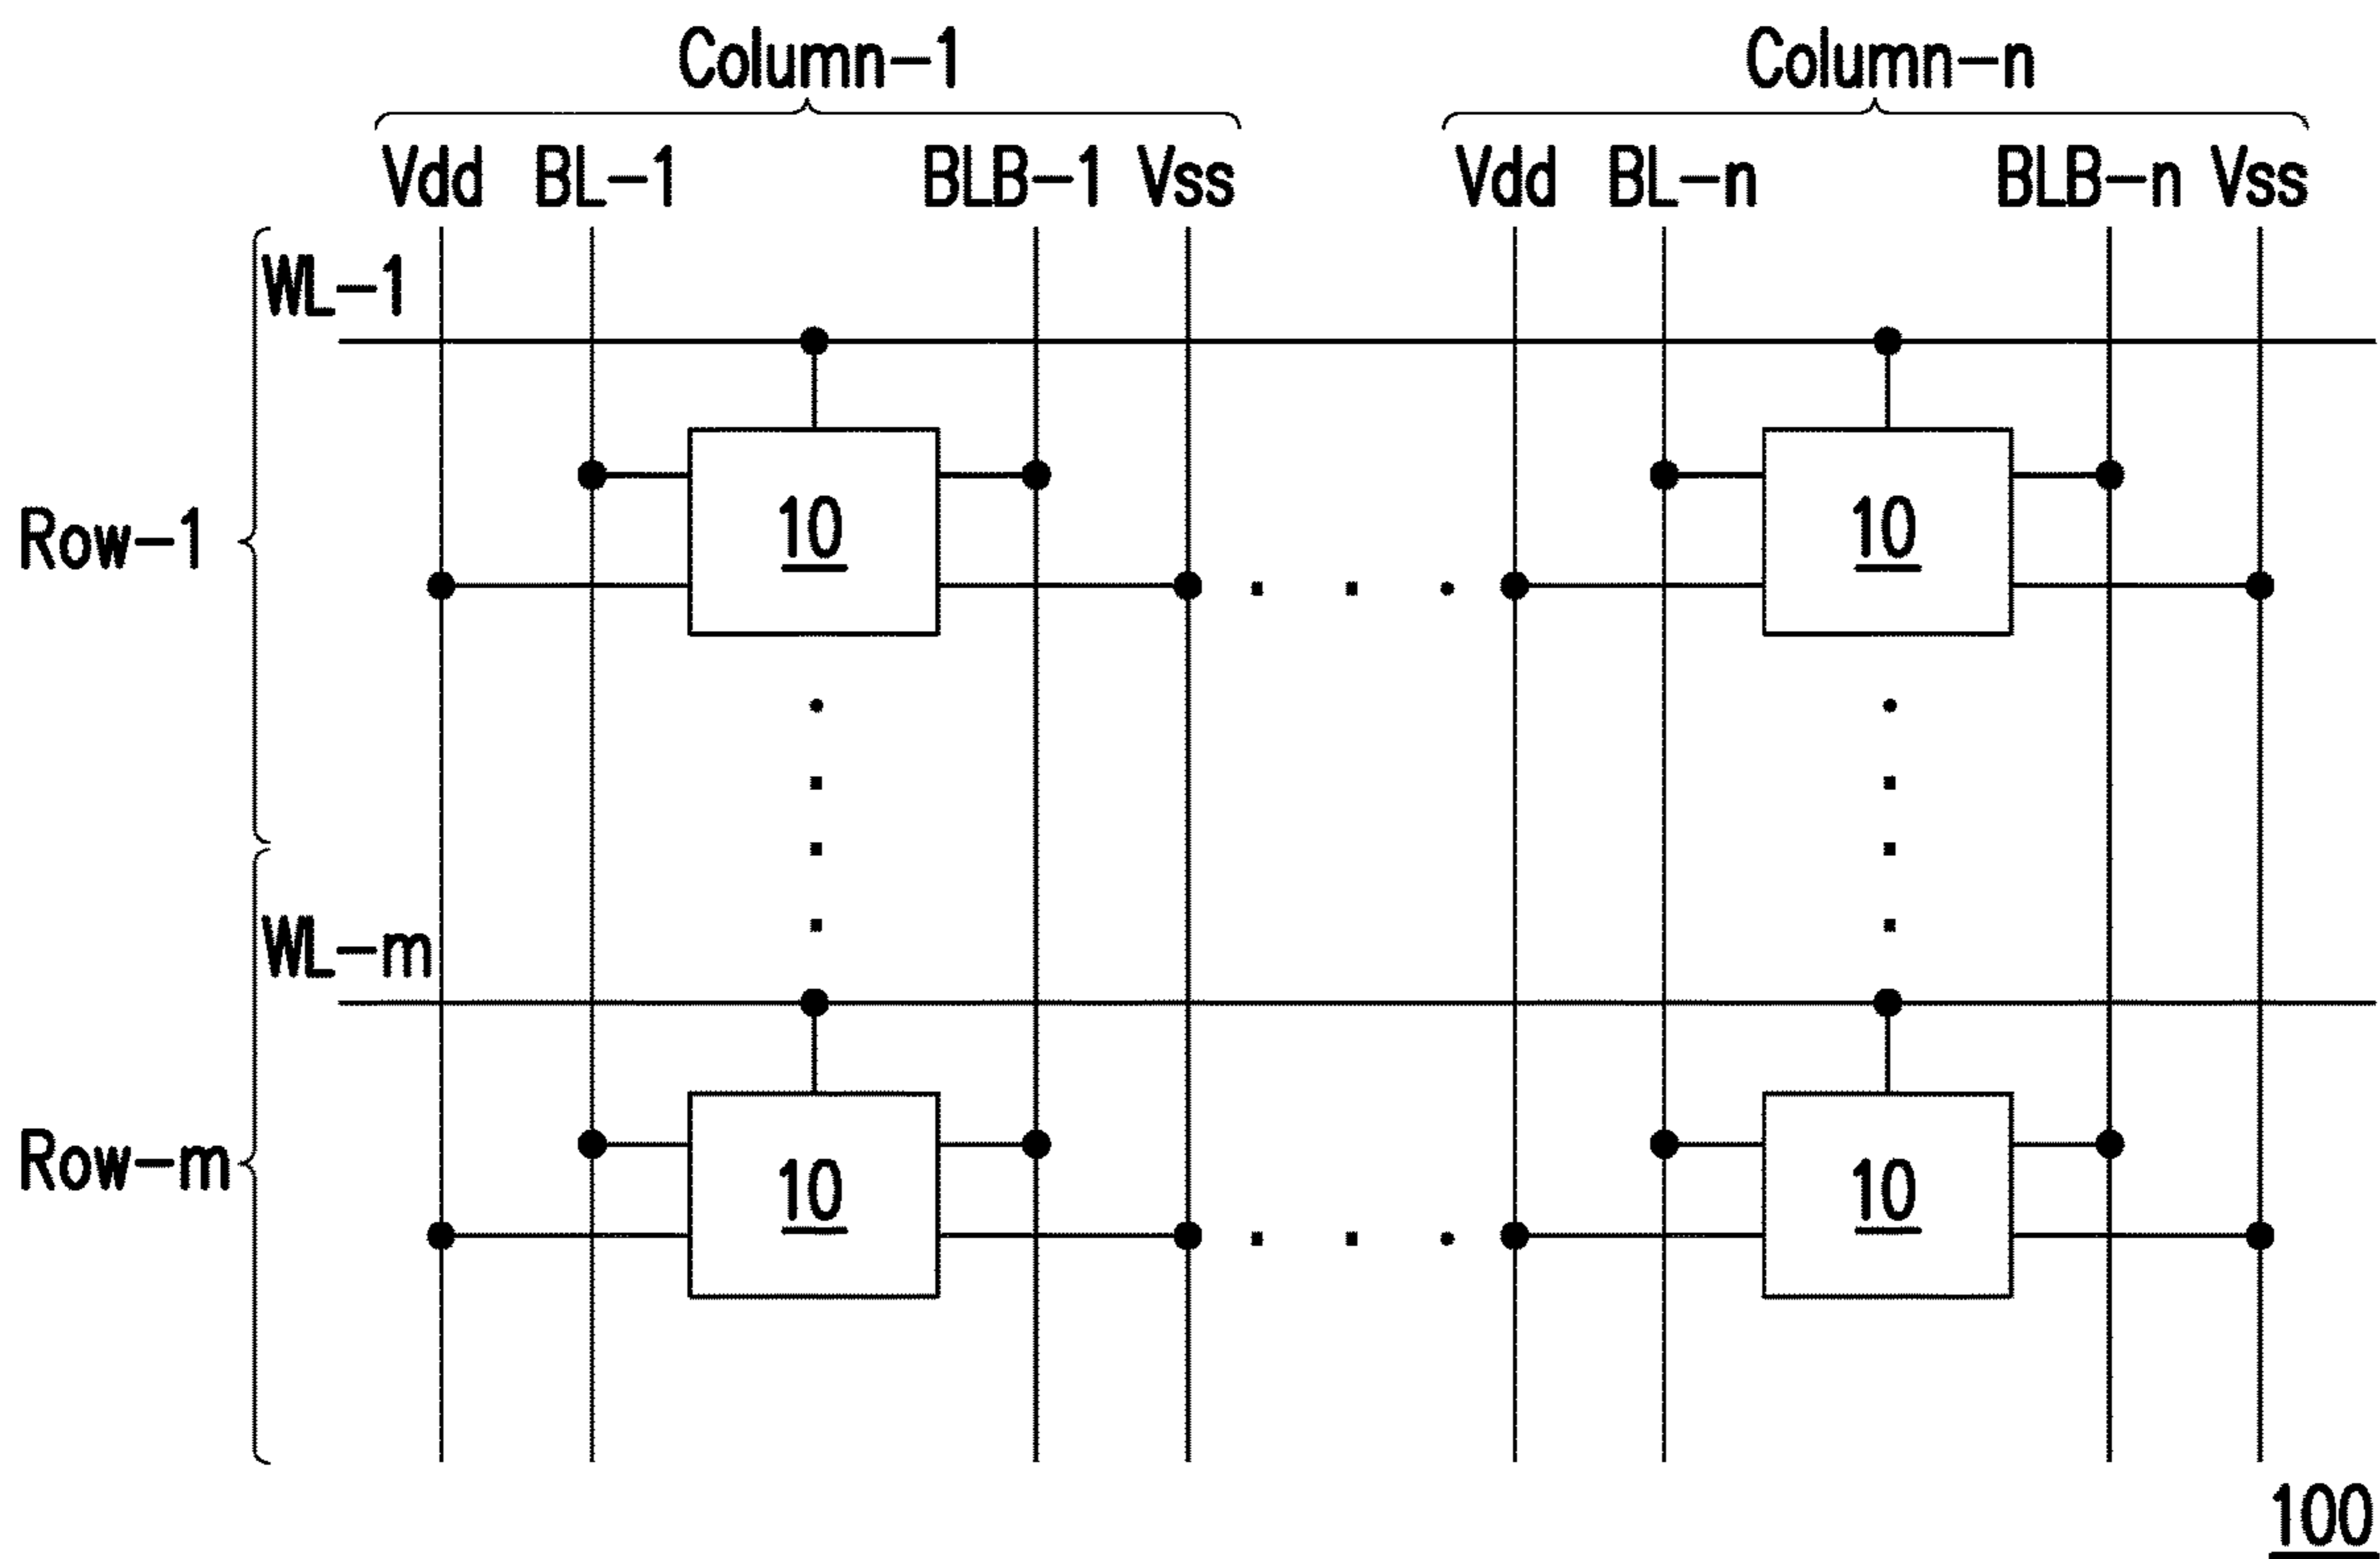 Column-1 Column-n
Vdd BL-1 BLB-1 Vss Vdd BL-n BLB-n Vss
WL-1
10 10
Row-1
WL-m
Row-m
10 10
100